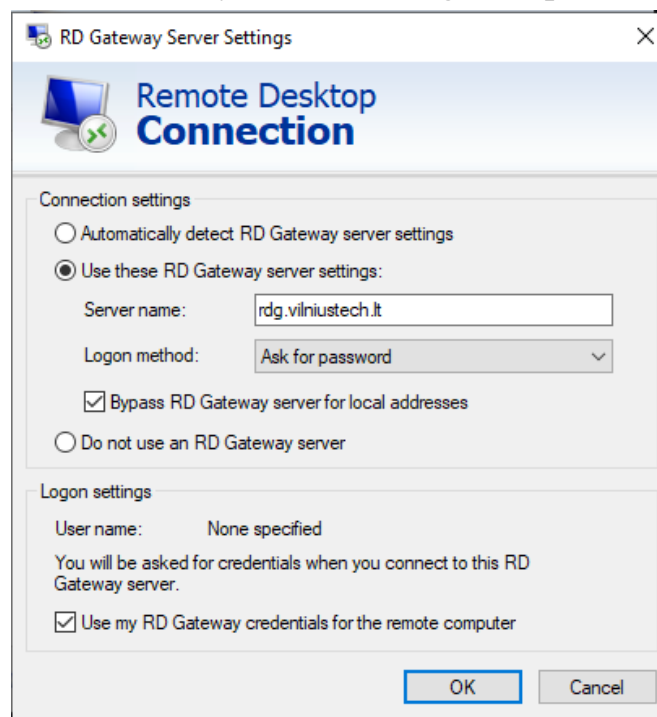 RD Gateway Server Settings
Remote Desktop
Connection
Connection settings
Automatically detect RD Gateway server settings
Use these RD Gateway server settings:
Server name: rdg.vilniustech.lt
Logon method: Ask for password
Bypass RD Gateway server for local addresses
Do not use an RD Gateway server
Logon settings
User name: None specified
You will be asked for credentials when you connect to this RD
Gateway server.
Use my RD Gateway credentials for the remote computer
OK Cancel